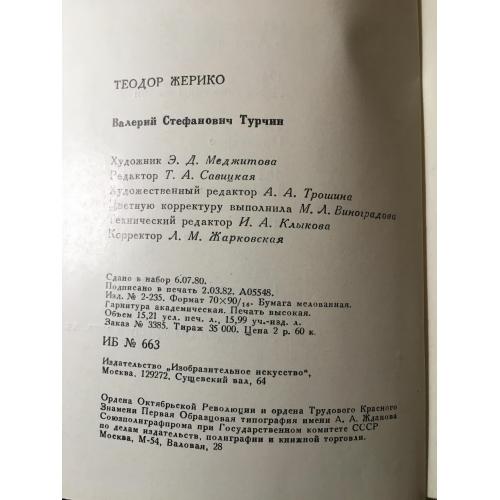 ТЕОДОР ЖЕРИКО
Валерий Стефанович Турчин
Художник Э. Д. Меджитова
Редактор Т. А. Савицкая
Художественный редактор А. А. Трошина
Цветную корректуру выполнила М. Л. Виноградова
Технический редактор И. А. Клыкова
Корректор Л. М. Жарковская
Сдано в набор 6.07.80.
Подписано в печать 2.03.82. А05548.
Изд. № 2-235. Формат 70×90/16. Бумага мелованная.
Гарнитура академическая. Печать высокая.
Объем 15,21 усл. печ. л., 15,99 уч.-изд. л.
Заказ № 3385. Тираж 35 000. Цена 2 р. 60 к.
ИБ № 663
Издательство „Изобразительное искусство“,
Москва. 129272. Сущевский вал, 64
Ордена Октябрьской Революции и ордена Трудового Красного
Знамени Первая Образцовая типография имени А. А. Жданова
Союзполиграфпрома при Государственном комитете СССР
по делам издательств, полиграфии и книжной торговли.
Москва, М-54, Валовая, 28